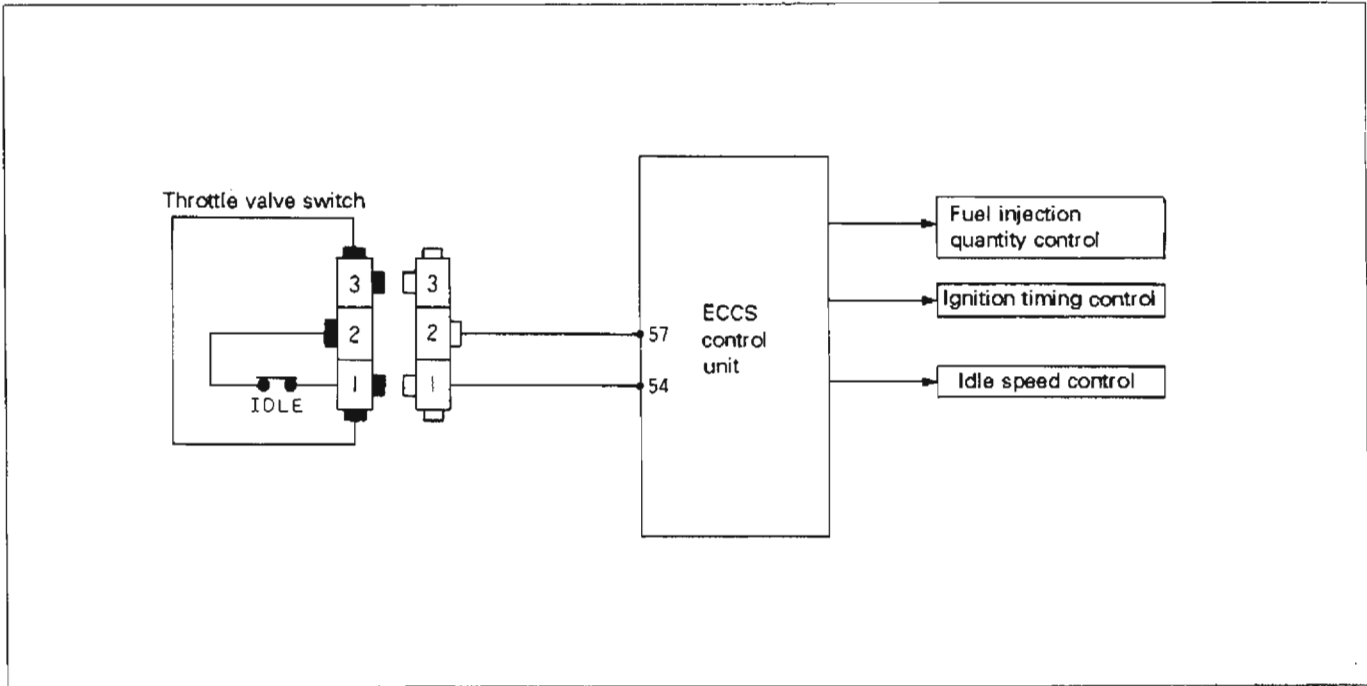 Throttle valve switch
3
2
1
IDLE
3
2
1
57
54
ECCS
control
unit
Fuel injection
quantity control
Ignition timing control
Idle speed control